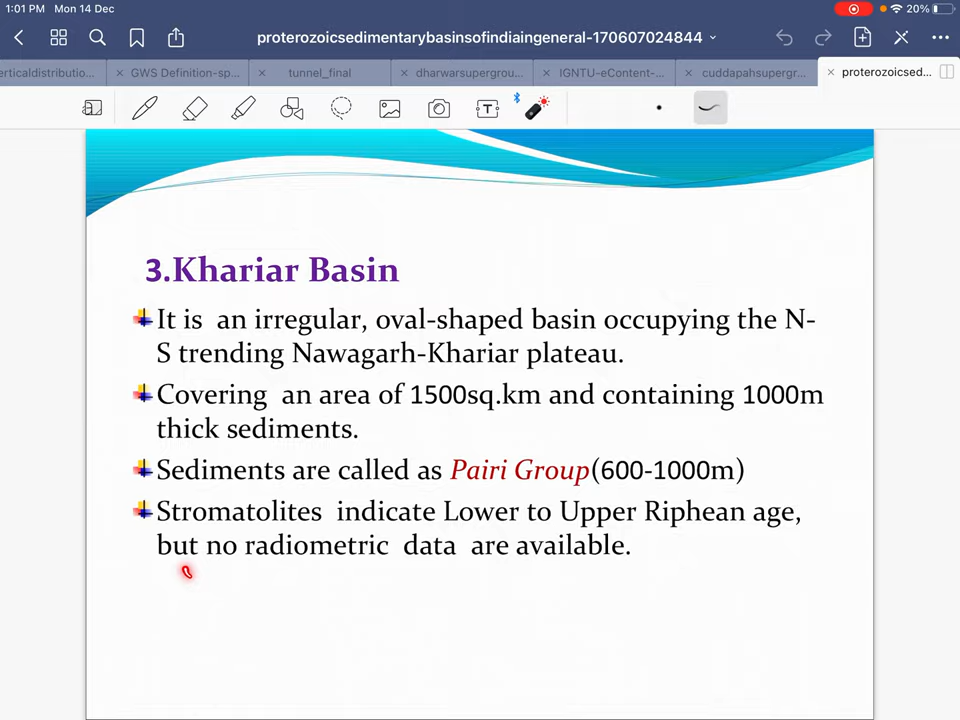 1:01 PM Mon 14 Dec
20%
proterozoicsedimentarybasinsofindiaingeneral-170607024844
erticaldistributio...
GWS Definition-sp...
tunnel_final
dharwarsupergrou...
IGNTU-eContent-...
cuddapahsupergr...
proterozoicsed...
3.Khariar Basin
It is an irregular, oval-shaped basin occupying the N-
S trending Nawagarh-Khariar plateau.
Covering an area of 1500sq.km and containing 1000m
thick sediments.
Sediments are called as Pairi Group(600-1000m)
Stromatolites indicate Lower to Upper Riphean age,
but no radiometric data are available.